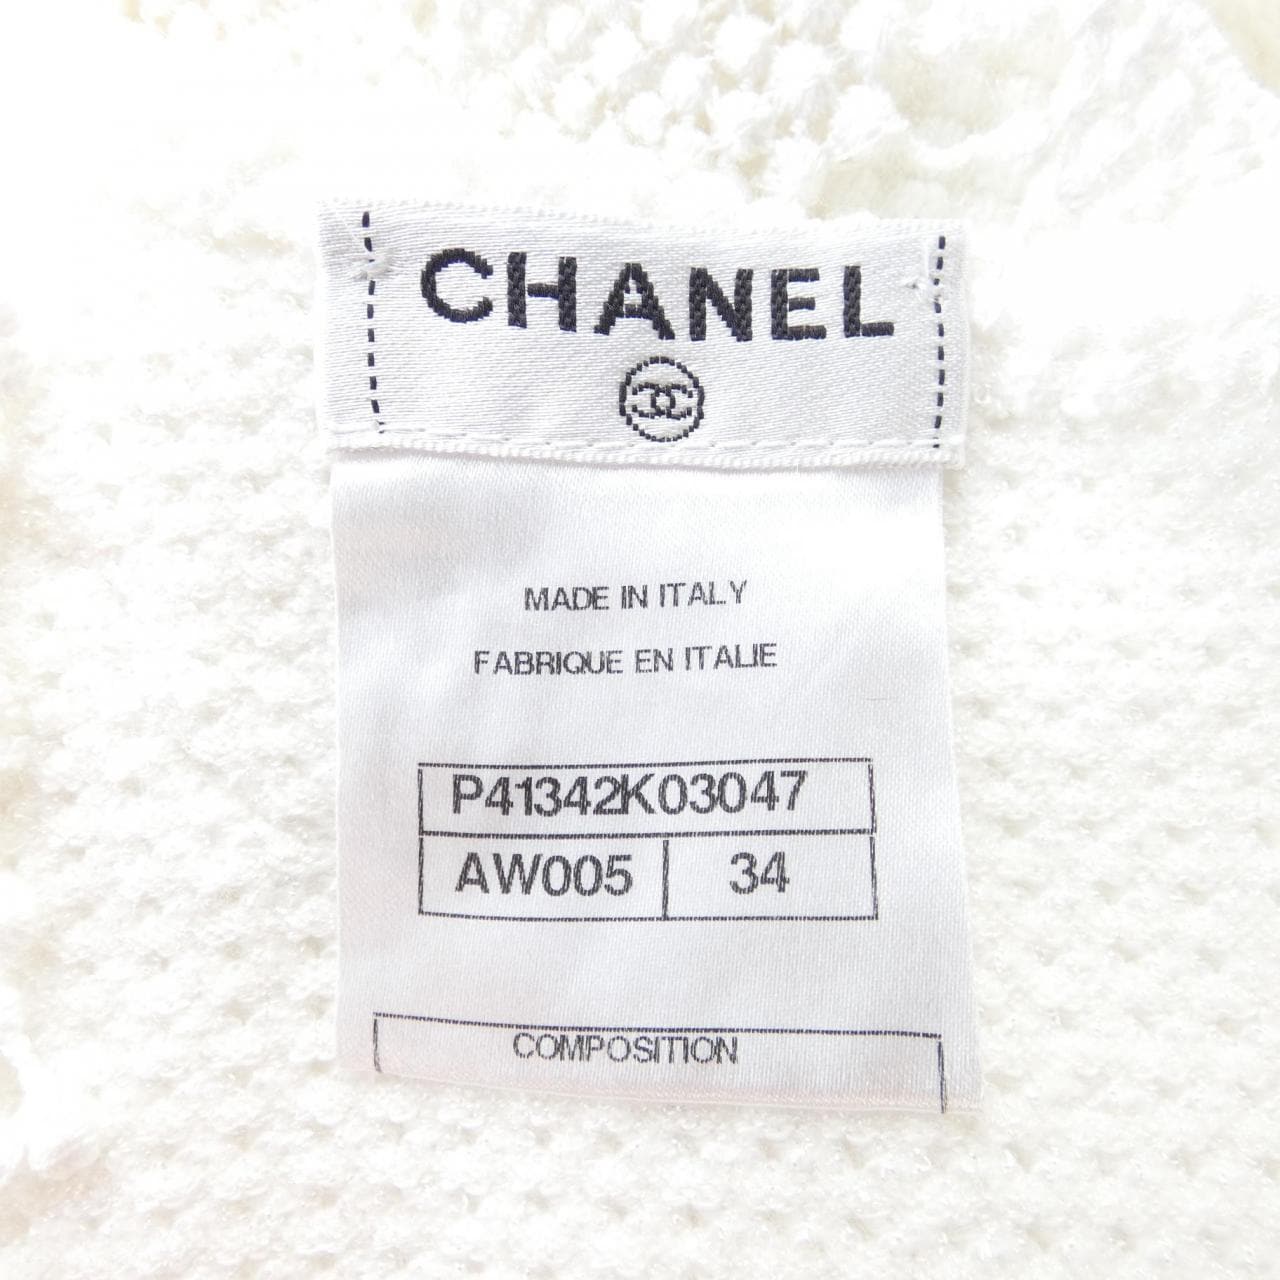 CHANEL
MADE IN ITALY
FABRIQUE EN ITALIE
P41342K03047
AW005 34
COMPOSITION